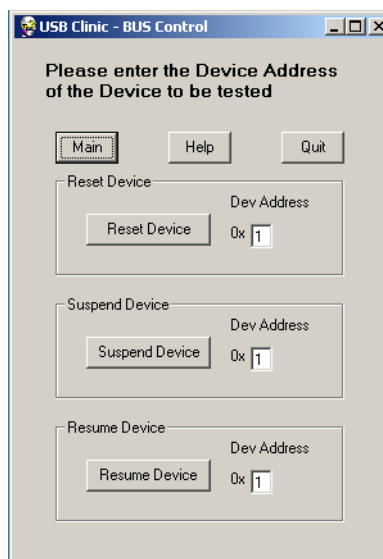 USB Clinic - BUS Control
Please enter the Device Address
of the Device to be tested
Main Help Quit
Reset Device
Dev Address
Reset Device 0x 1
Suspend Device
Dev Address
Suspend Device 0x 1
Resume Device
Dev Address
Resume Device 0x 1